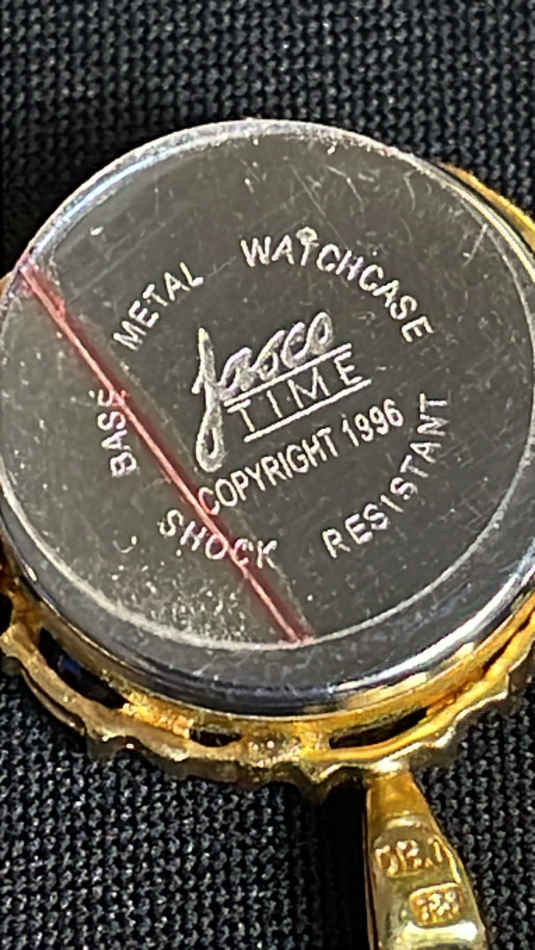 BASE METAL WATCHCASE
Jasco
TIME
COPYRIGHT 1996
SHOCK RESISTANT